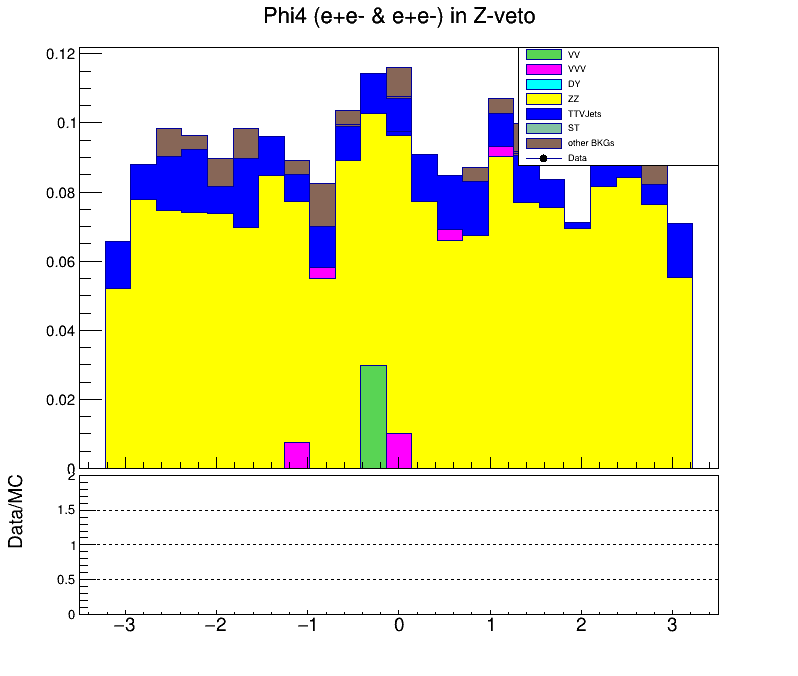 Phi4 (e+e- & e+e-) in Z-veto
0.12
0.1
0.08
0.06
0.04
0.02
0
VV
VVV
DY
ZZ
TTVJets
ST
other BKGs
Data
Data/MC
2
1.5
1
0.5
0
−3 −2 −1 0 1 2 3